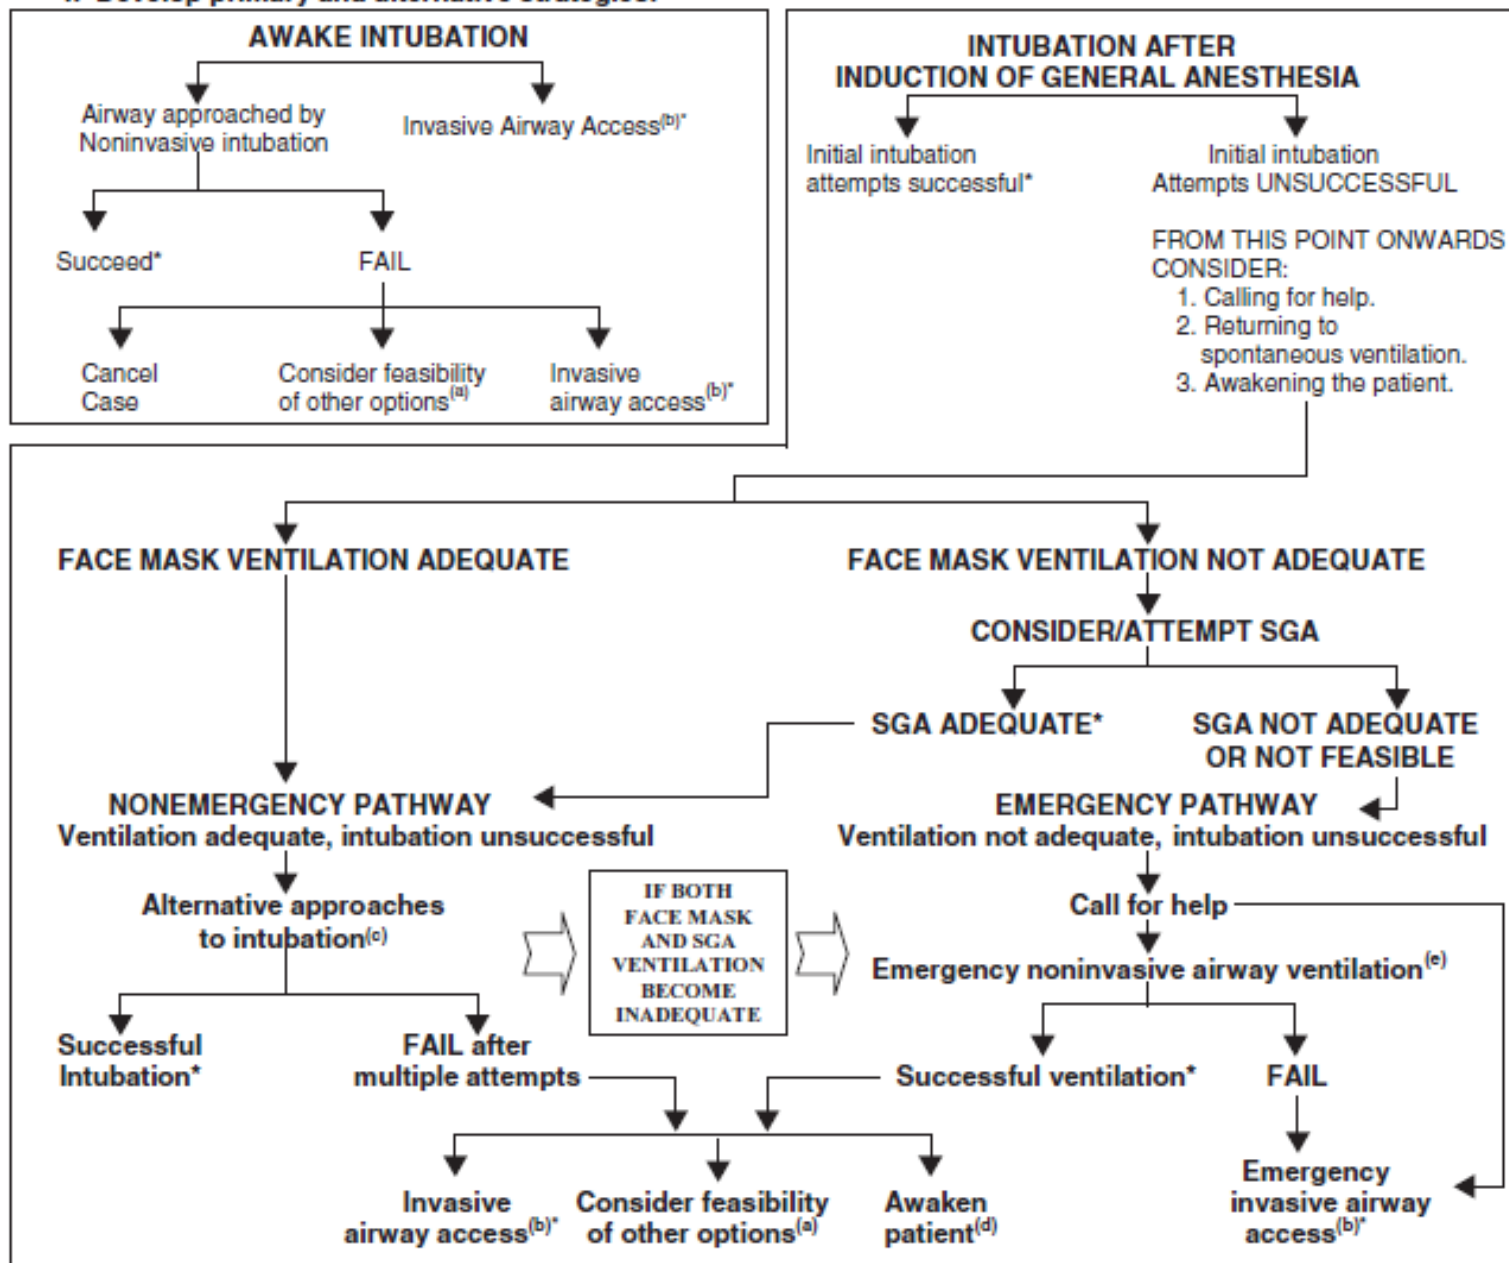 4. Develop primary and alternative strategies:
AWAKE INTUBATION
Airway approached by
Noninvasive intubation
Invasive Airway Access(b)*
Succeed*
FAIL
Cancel
Case
Consider feasibility
of other options(a)
Invasive
airway access(b)*
INTUBATION AFTER
INDUCTION OF GENERAL ANESTHESIA
Initial intubation
attempts successful*
Initial intubation
Attempts UNSUCCESSFUL
FROM THIS POINT ONWARDS
CONSIDER:
1. Calling for help.
2. Returning to
spontaneous ventilation.
3. Awakening the patient.
FACE MASK VENTILATION ADEQUATE
FACE MASK VENTILATION NOT ADEQUATE
CONSIDER/ATTEMPT SGA
SGA ADEQUATE*
SGA NOT ADEQUATE
OR NOT FEASIBLE
NONEMERGENCY PATHWAY
Ventilation adequate, intubation unsuccessful
EMERGENCY PATHWAY
Ventilation not adequate, intubation unsuccessful
Alternative approaches
to intubation(c)
IF BOTH
FACE MASK
AND SGA
VENTILATION
BECOME
INADEQUATE
Call for help
Emergency noninvasive airway ventilation(e)
Successful
Intubation*
FAIL after
multiple attempts
Successful ventilation*
FAIL
Invasive
airway access(b)*
Consider feasibility
of other options(a)
Awaken
patient(d)
Emergency
invasive airway
access(b)*